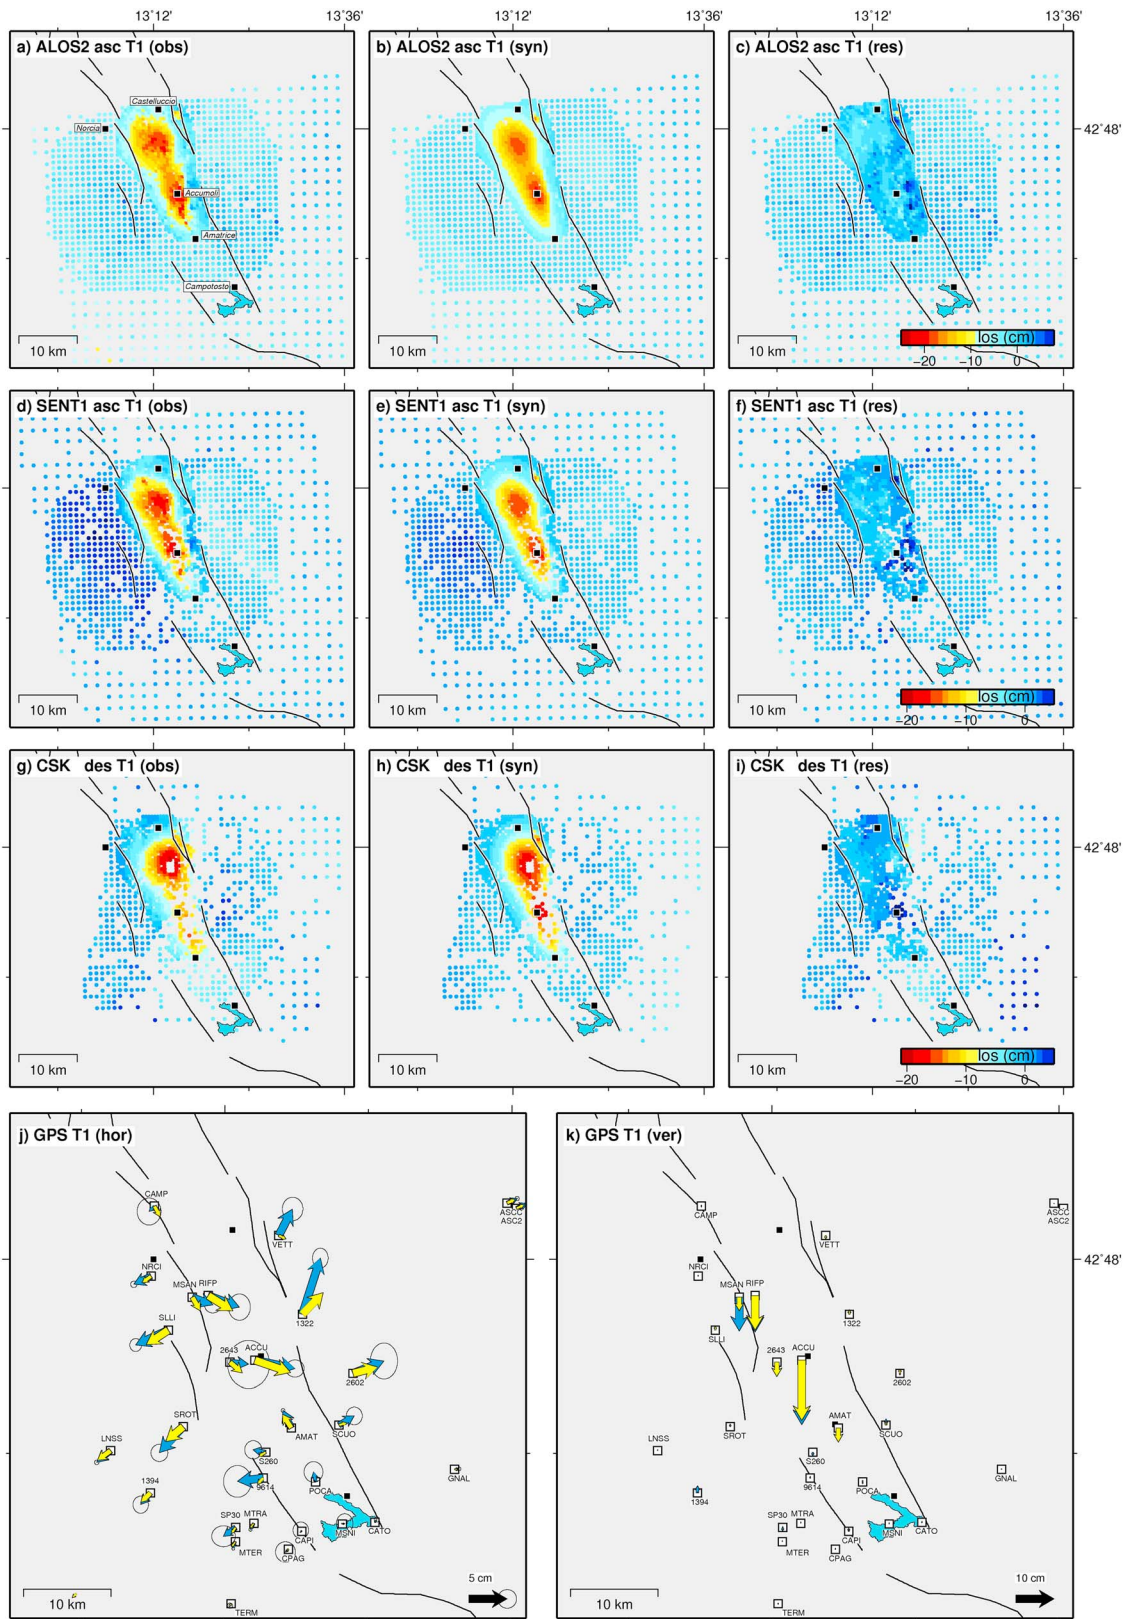 13°12' 13°36' 13°12' 13°36' 13°12' 13°36'
a) ALOS2 asc T1 (obs)
Castelluccio
Norcia
Accumoli
Amatrice
Campotosto
10 km
b) ALOS2 asc T1 (syn)
10 km
c) ALOS2 asc T1 (res)
42°48'
10 km
los (cm)
−20 −10 0
d) SENT1 asc T1 (obs)
10 km
e) SENT1 asc T1 (syn)
10 km
f) SENT1 asc T1 (res)
10 km
los (cm)
−20 −10 0
g) CSK des T1 (obs)
10 km
h) CSK des T1 (syn)
10 km
i) CSK des T1 (res)
42°48'
10 km
los (cm)
−20 −10 0
j) GPS T1 (hor)
CAMP
ASCC
ASC2
VETT
NRCI
MSAN RIFP
SLLI
1322
2643 ACCU
2602
SROT
AMAT
SCUO
LNSS
S260
GNAL
1394
9614
POCA
SP30
MTRA
MSNI
CATO
CAPI
MTER
CPAG
5 cm
10 km
TERM
k) GPS T1 (ver)
CAMP
ASCC
ASC2
VETT
42°48'
NRCI
MSAN RIFP
SLLI
1322
2643 ACCU
2602
AMAT
SROT
SCUO
LNSS
S260
GNAL
1394
9614
POCA
SP30
MTRA
MSNI
CATO
CAPI
MTER
CPAG
10 cm
10 km
TERM